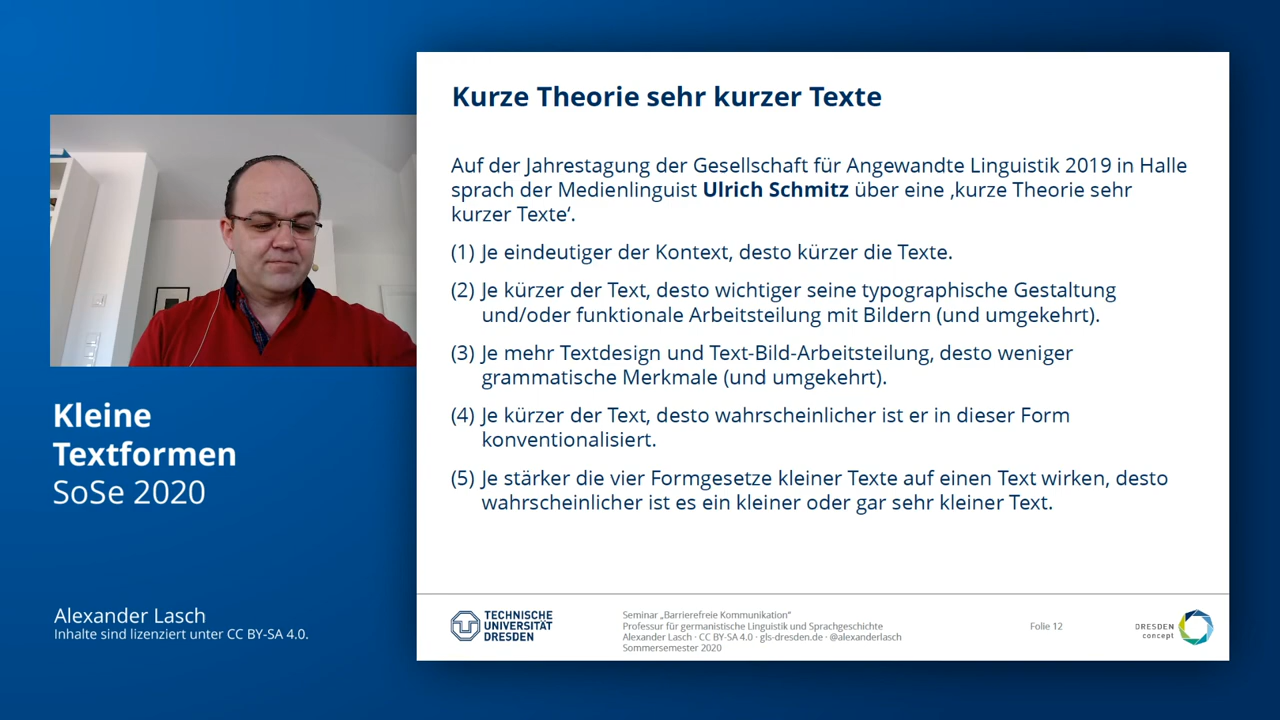 Kurze Theorie sehr kurzer Texte
Auf der Jahrestagung der Gesellschaft für Angewandte Linguistik 2019 in Halle
sprach der Medienlinguist Ulrich Schmitz über eine ‚kurze Theorie sehr
kurzer Texte‘.
(1) Je eindeutiger der Kontext, desto kürzer die Texte.
(2) Je kürzer der Text, desto wichtiger seine typographische Gestaltung
und/oder funktionale Arbeitsteilung mit Bildern (und umgekehrt).
(3) Je mehr Textdesign und Text-Bild-Arbeitsteilung, desto weniger
grammatische Merkmale (und umgekehrt).
(4) Je kürzer der Text, desto wahrscheinlicher ist er in dieser Form
konventionalisiert.
(5) Je stärker die vier Formgesetze kleiner Texte auf einen Text wirken, desto
wahrscheinlicher ist es ein kleiner oder gar sehr kleiner Text.
Kleine
Textformen
SoSe 2020
Alexander Lasch
Inhalte sind lizenziert unter CC BY-SA 4.0.
TECHNISCHE
UNIVERSITÄT
DRESDEN
Seminar „Barrierefreie Kommunikation“
Professur für germanistische Linguistik und Sprachgeschichte
Alexander Lasch · CC BY-SA 4.0 · gls-dresden.de · @alexanderlasch
Sommersemester 2020
Folie 12
DRESDEN
concept